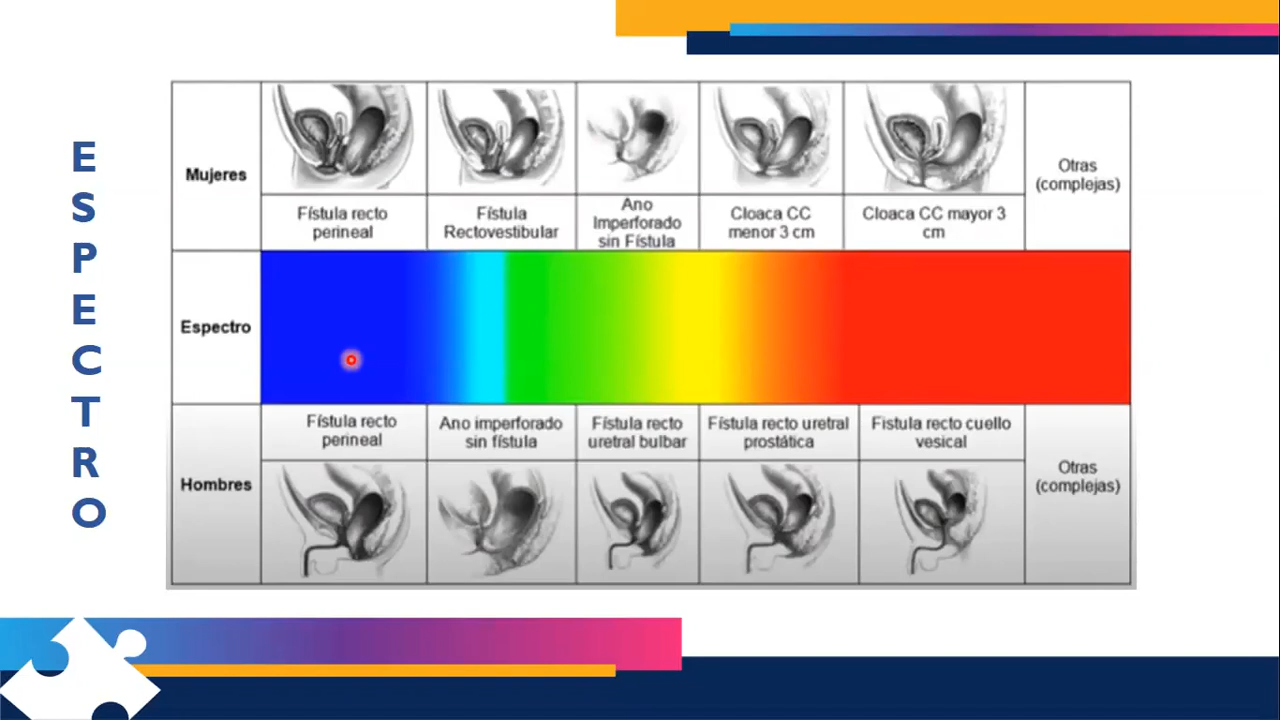 ESPECTRO
Mujeres
Fístula recto
perineal
Fístula
Rectovestibular
Ano
Imperforado
sin Fístula
Cloaca CC
menor 3 cm
Cloaca CC mayor 3
cm
Otras
(complejas)
Espectro
Hombres
Fístula recto
perineal
Ano imperforado
sin fístula
Fístula recto
uretral bulbar
Fístula recto uretral
prostática
Fistula recto cuello
vesical
Otras
(complejas)